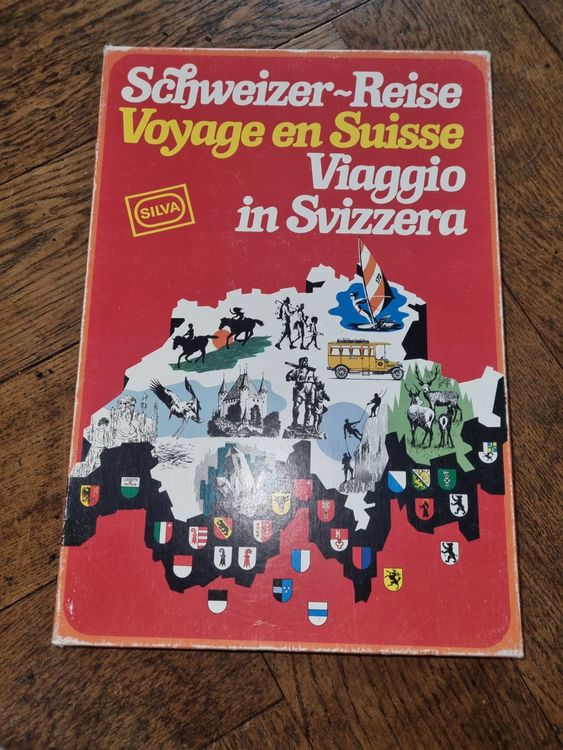 Schweizer~Reise
Voyage en Suisse
Viaggio
in Svizzera
SILVA